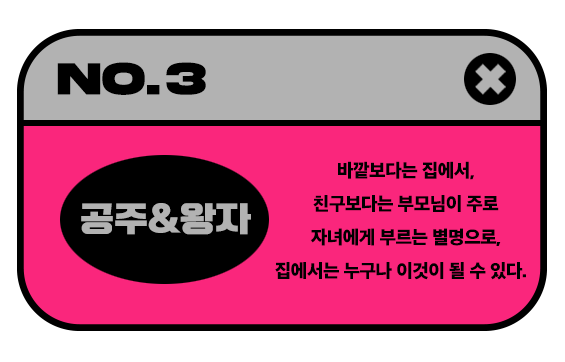 NO.3
공주&왕자
바깥보다는 집에서,
친구보다는 부모님이 주로
자녀에게 부르는 별명으로,
집에서는 누구나 이것이 될 수 있다.